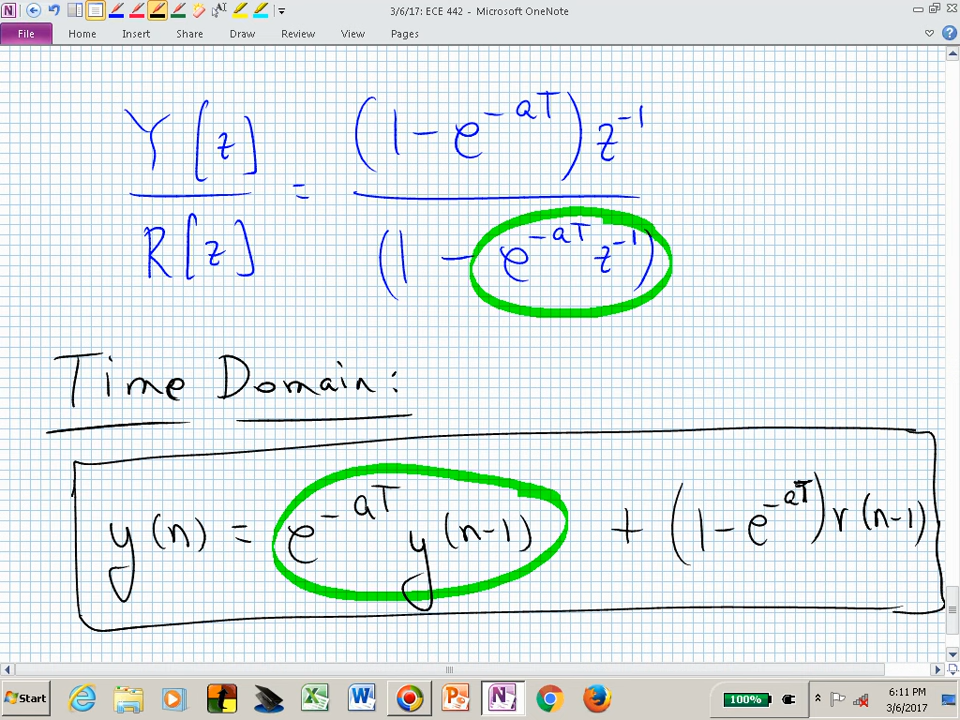 3/6/17: ECE 442 - Microsoft OneNote
File Home Insert Share Draw Review View Pages
Y[z] / R[z] = (1 - e^-aT) z^-1 / (1 - e^-aT z^-1)
Time Domain:
y(n) = e^-aT y(n-1) + (1 - e^-aT) r(n-1)
Start 100% 6:11 PM
3/6/2017